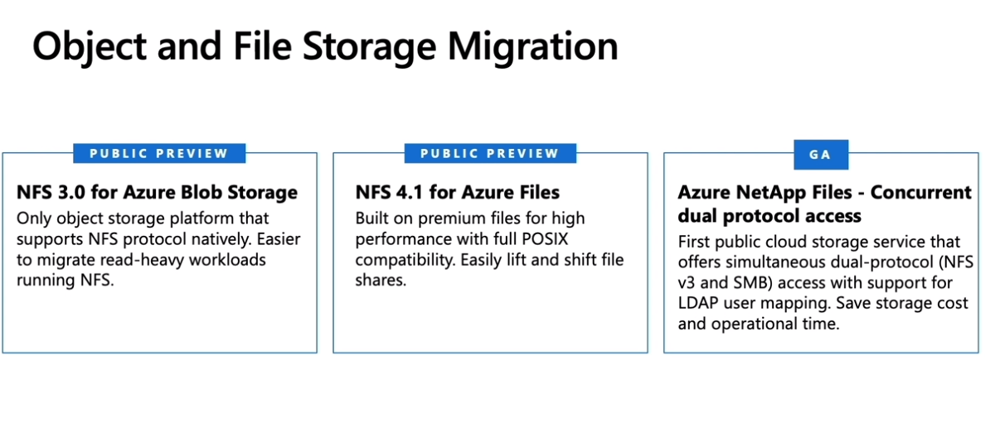 Object and File Storage Migration
PUBLIC PREVIEW
NFS 3.0 for Azure Blob Storage
Only object storage platform that
supports NFS protocol natively. Easier
to migrate read-heavy workloads
running NFS.
PUBLIC PREVIEW
NFS 4.1 for Azure Files
Built on premium files for high
performance with full POSIX
compatibility. Easily lift and shift file
shares.
GA
Azure NetApp Files - Concurrent
dual protocol access
First public cloud storage service that
offers simultaneous dual-protocol (NFS
v3 and SMB) access with support for
LDAP user mapping. Save storage cost
and operational time.